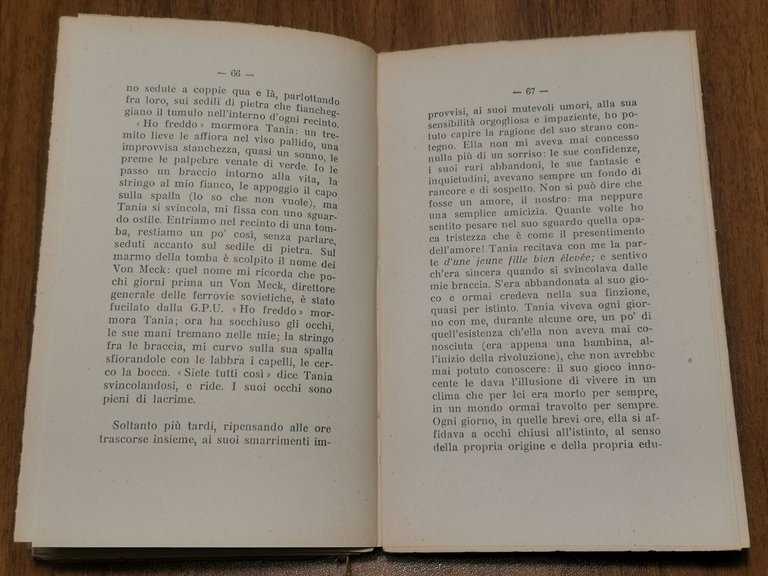 — 66 —
no sedute a coppie qua e là, parlottando
fra loro, sui sedili di pietra che fiancheg-
giano il tumulo nell'interno d'ogni recinto.
«Ho freddo» mormora Tania: un tre-
mito lieve le affiora nel viso pallido, una
improvvisa stanchezza, quasi un sonno, le
preme le palpebre venate di verde. Io le
passo un braccio intorno alla vita, la
stringo al mio fianco, le appoggio il capo
sulla spalla (lo so che non vuole), ma
Tania si svincola, mi fissa con uno sguar-
do ostile. Entriamo nel recinto di una tom-
ba, restiamo un po' così, senza parlare,
seduti accanto sul sedile di pietra. Sul
marmo della tomba è scolpito il nome dei
Von Meck: quel nome mi ricorda che po-
chi giorni prima un Von Meck, direttore
generale delle ferrovie sovietiche, è stato
fucilato dalla G.P.U. «Ho freddo» mor-
mora Tania; ora ha socchiuso gli occhi,
le sue mani tremano nelle mie; la stringo
fra le braccia, mi curvo sulla sua spalla
sfiorandole con le labbra i capelli, le cer-
co la bocca. «Siete tutti così» dice Tania
svincolandosi, e ride. I suoi occhi sono
pieni di lacrime.
Soltanto più tardi, ripensando alle ore
trascorse insieme, ai suoi smarrimenti im-
— 67 —
provvisi, ai suoi mutevoli umori, alla sua
sensibilità orgogliosa e impaziente, ho po-
tuto capire la ragione del suo strano con-
tegno. Ella non mi aveva mai concesso
nulla più di un sorriso: le sue confidenze,
i suoi rari abbandoni, le sue fantasie e
inquietudini, avevano sempre un fondo di
rancore e di sospetto. Non si può dire che
fosse un amore, il nostro: ma neppure
una semplice amicizia. Quante volte ho
sentito pesare nel suo sguardo quella opa-
ca tristezza che è come il presentimento
dell'amore! Tania recitava con me la par-
te d'une jeune fille bien élevée; e sentivo
ch'era sincera quando si svincolava dalle
mie braccia. S'era abbandonata al suo gio-
co e ormai credeva nella sua finzione,
quasi per istinto. Tania viveva ogni gior-
no con me, durante alcune ore, un po' di
quell'esistenza ch'ella non aveva mai co-
nosciuta (era appena una bambina, al-
l'inizio della rivoluzione), che non avrebbe
mai potuto conoscere: il suo gioco inno-
cente le dava l'illusione di vivere in un
clima che per lei era morto per sempre,
in un mondo ormai travolto per sempre.
Ogni giorno, in quelle brevi ore, ella si af-
fidava a occhi chiusi all'istinto, al senso
della propria origine e della propria edu-